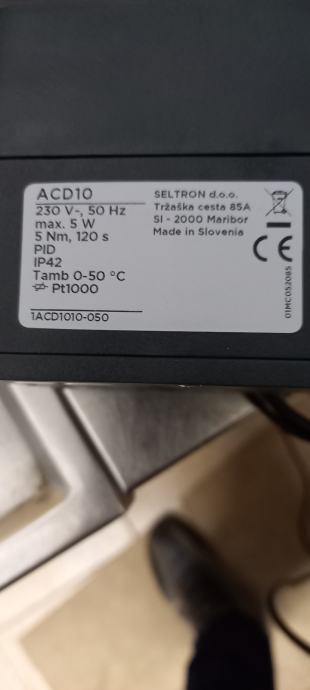 ACD10
230 V~, 50 Hz
max. 5 W
5 Nm, 120 s
PID
IP42
Tamb 0-50 °C
Pt1000
1ACD1010-050
SELTRON d.o.o.
Tržaška cesta 85A
SI - 2000 Maribor
Made in Slovenia
CE
01MC052085